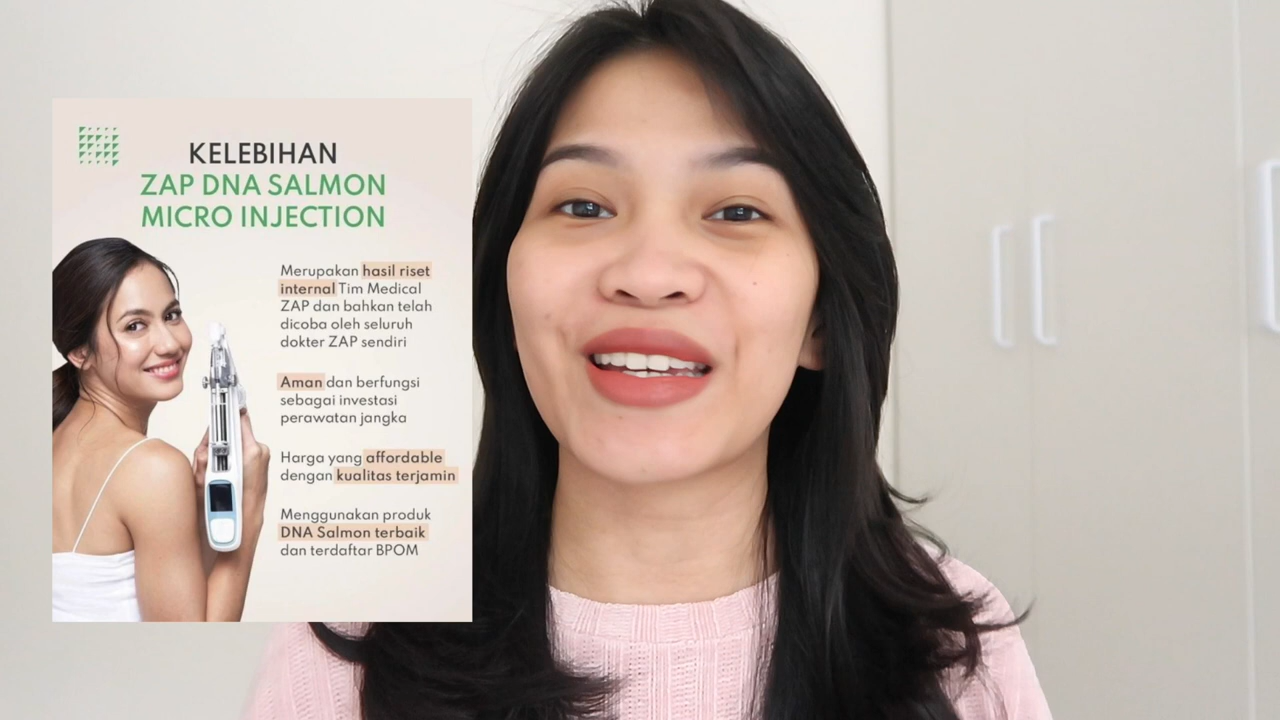 KELEBIHAN
ZAP DNA SALMON
MICRO INJECTION
Merupakan hasil riset
internal Tim Medical
ZAP dan bahkan telah
dicoba oleh seluruh
dokter ZAP sendiri
Aman dan berfungsi
sebagai investasi
perawatan jangka
Harga yang affordable
dengan kualitas terjamin
Menggunakan produk
DNA Salmon terbaik
dan terdaftar BPOM